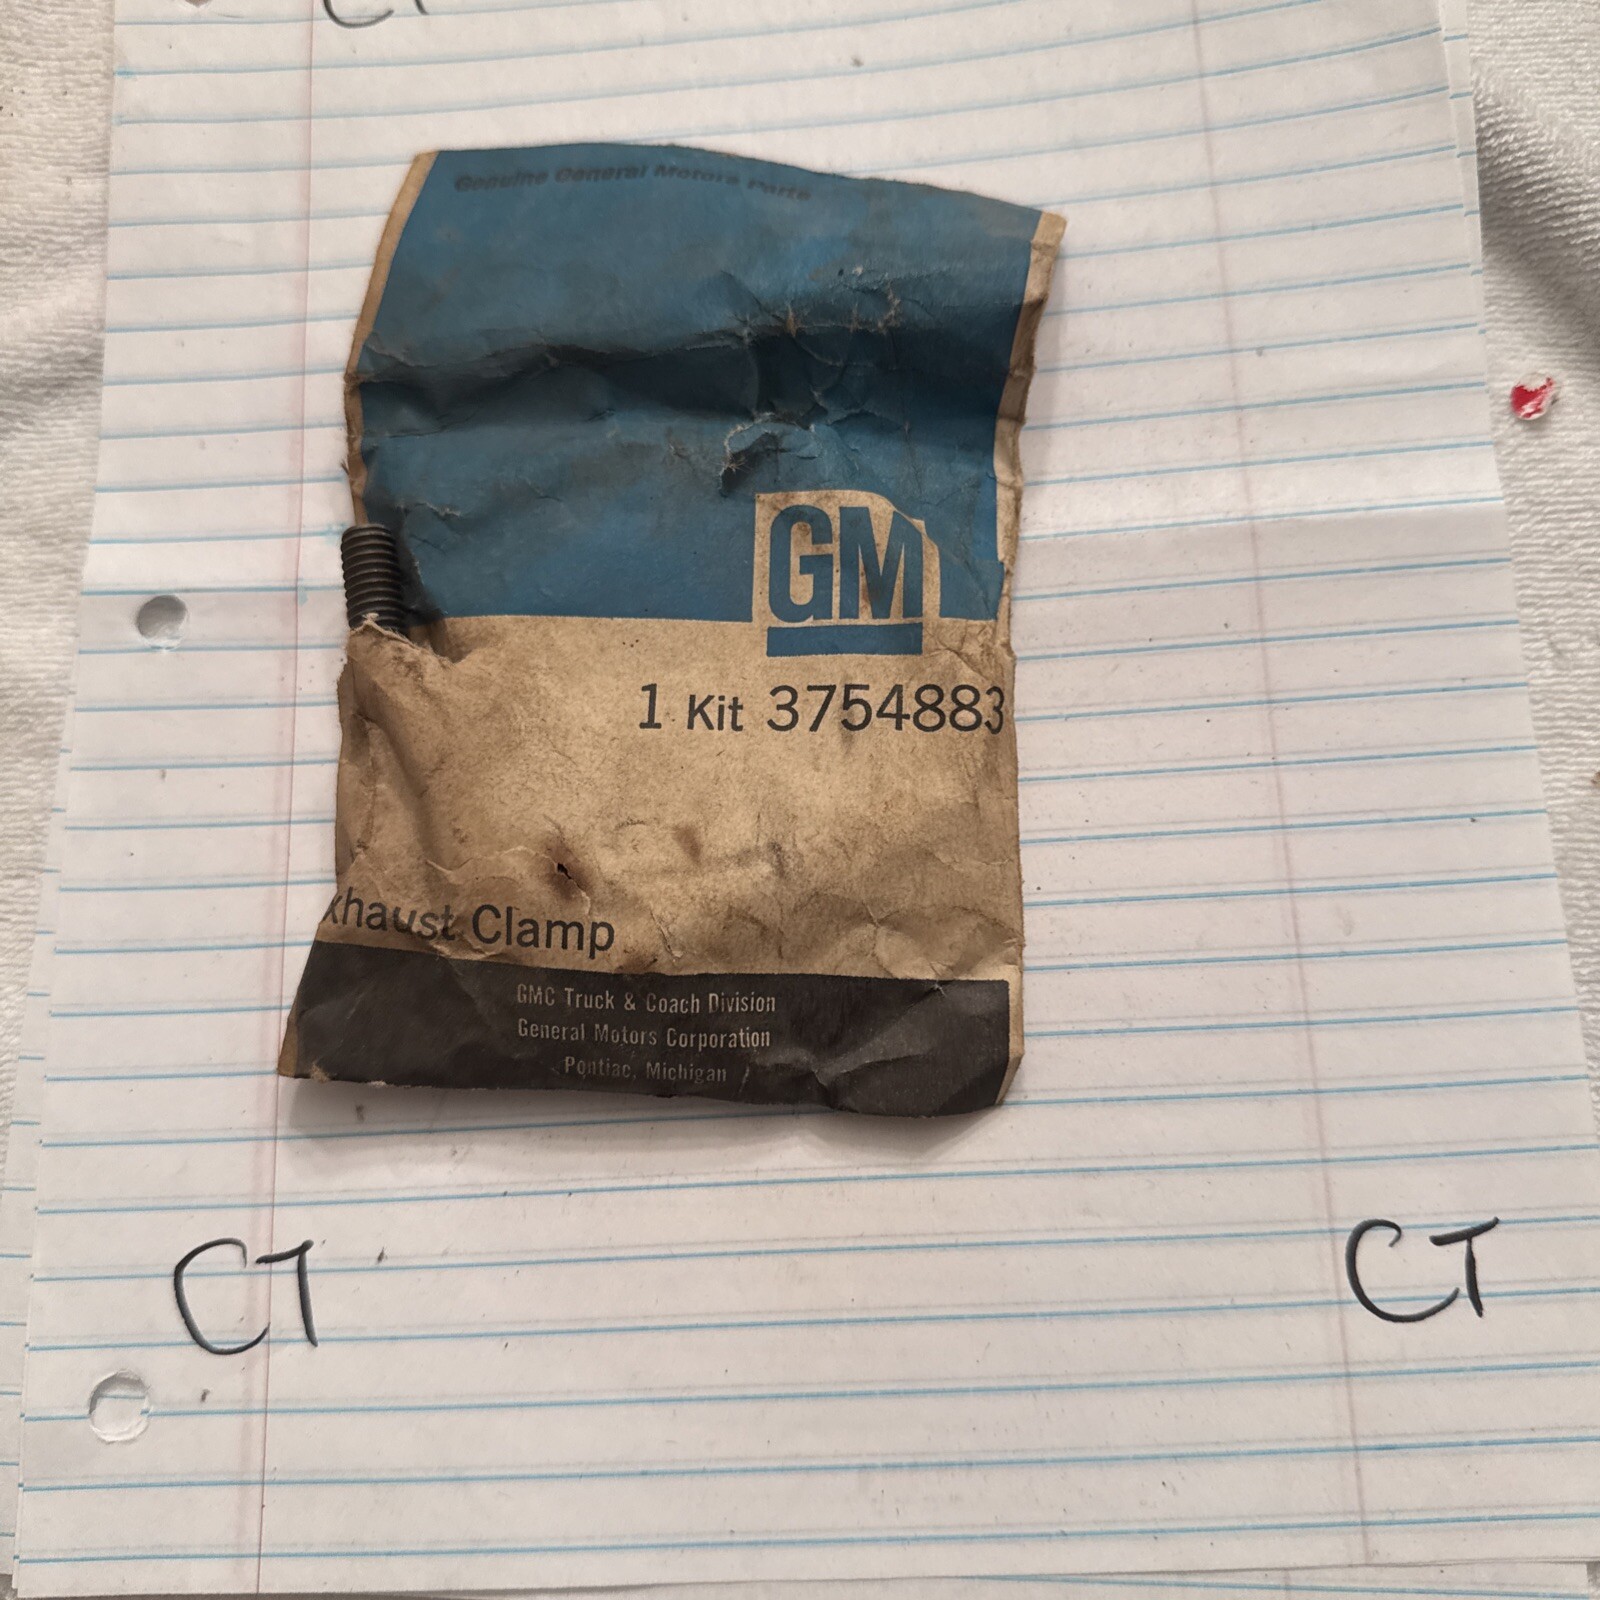 Genuine General Motors Parts
GM
1 Kit 3754883
xhaust Clamp
GMC Truck & Coach Division
General Motors Corporation
Pontiac, Michigan
CT
CT